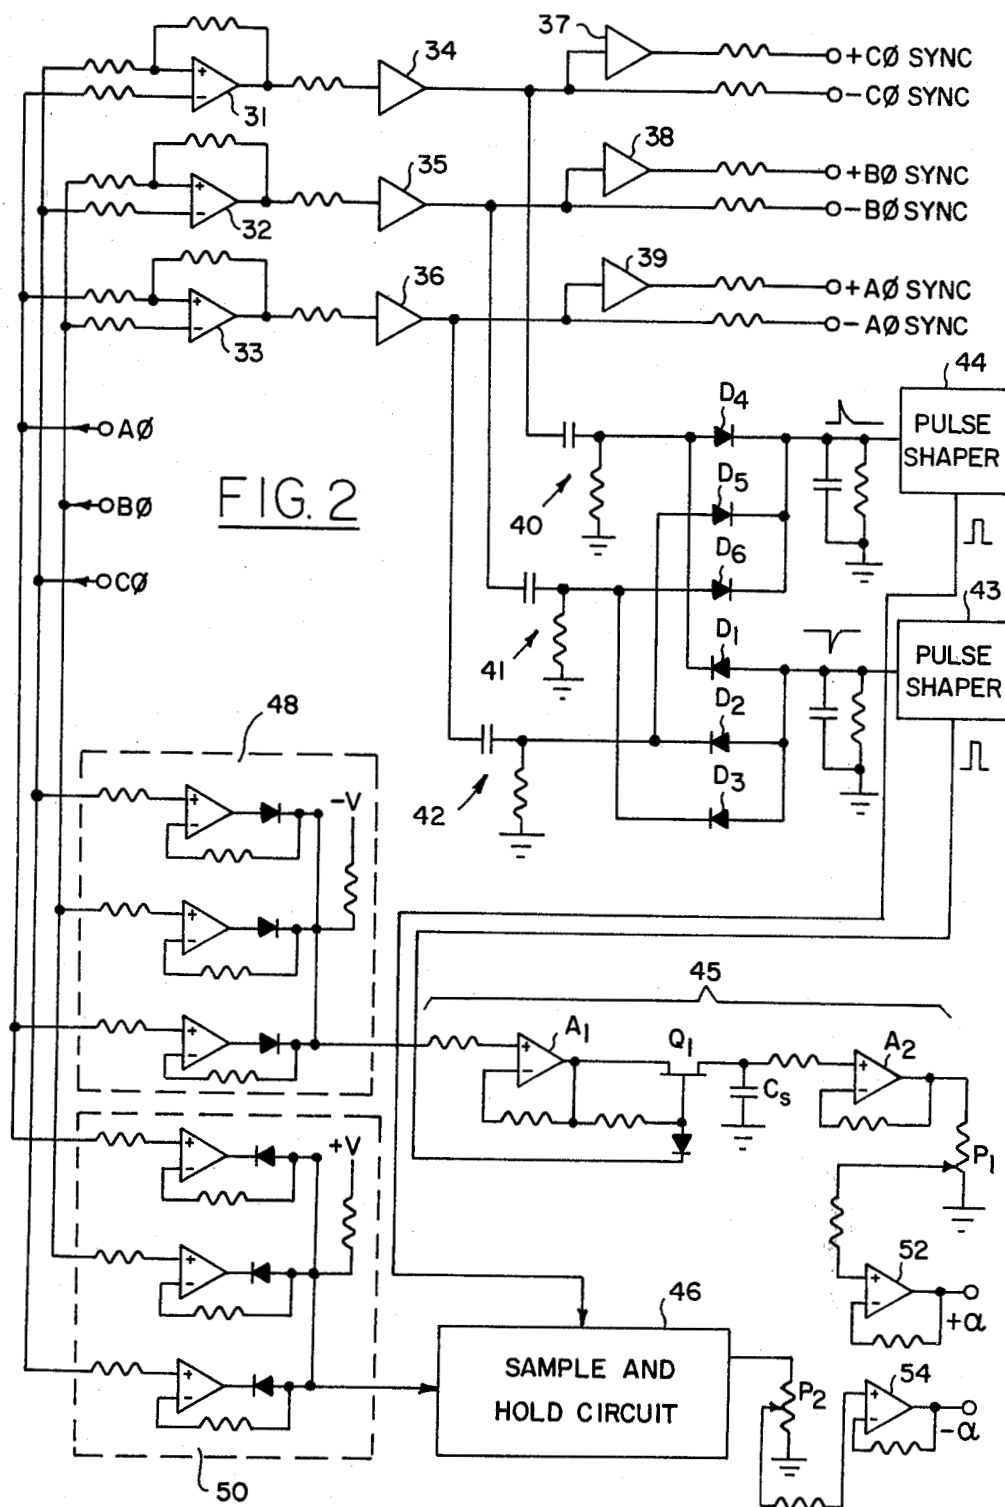 37
+CØ SYNC
34
+
-
31
-CØ SYNC
38
+BØ SYNC
35
+
-
32
-BØ SYNC
39
+AØ SYNC
36
+
-
33
-AØ SYNC
44
AØ
D4
PULSE
SHAPER
FIG. 2
D5
40
BØ
D6
CØ
43
D1
41
PULSE
SHAPER
48
D2
D3
42
-V
+
-
+
-
45
+
-
A1
Q1
A2
+
-
+
-
Cs
+
-
+V
P1
+
-
52
+
-
+α
46
+
-
SAMPLE AND
HOLD CIRCUIT
54
P2
+
-
-α
50